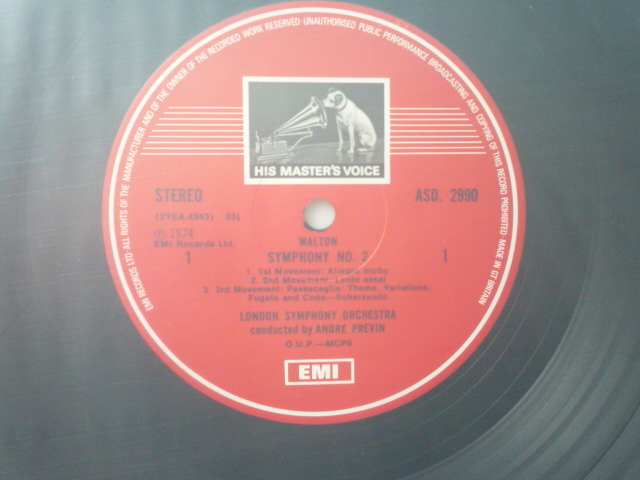 EMI RECORDS LTD·ALL RIGHTS OF THE MANUFACTURER AND OF THE OWNER OF THE RECORDED WORK RESERVED UNAUTHORISED PUBLIC PERFORMANCE BROADCASTING AND COPYING OF THIS RECORD PROHIBITED·MADE IN GT BRITAIN
HIS MASTER'S VOICE
STEREO
ASD. 2990
(2YEA.4943) 33⅓
℗ 1974
EMI Records Ltd.
WALTON
1 SYMPHONY NO. 2 1
1. 1st Movement: Allegro molto
2. 2nd Movement: Lento assai
3. 3rd Movement: Passacaglia: Theme, Variations,
Fugato and Coda—Scherzando
LONDON SYMPHONY ORCHESTRA
conducted by ANDRÉ PREVIN
O.U.P.—MCPS
EMI